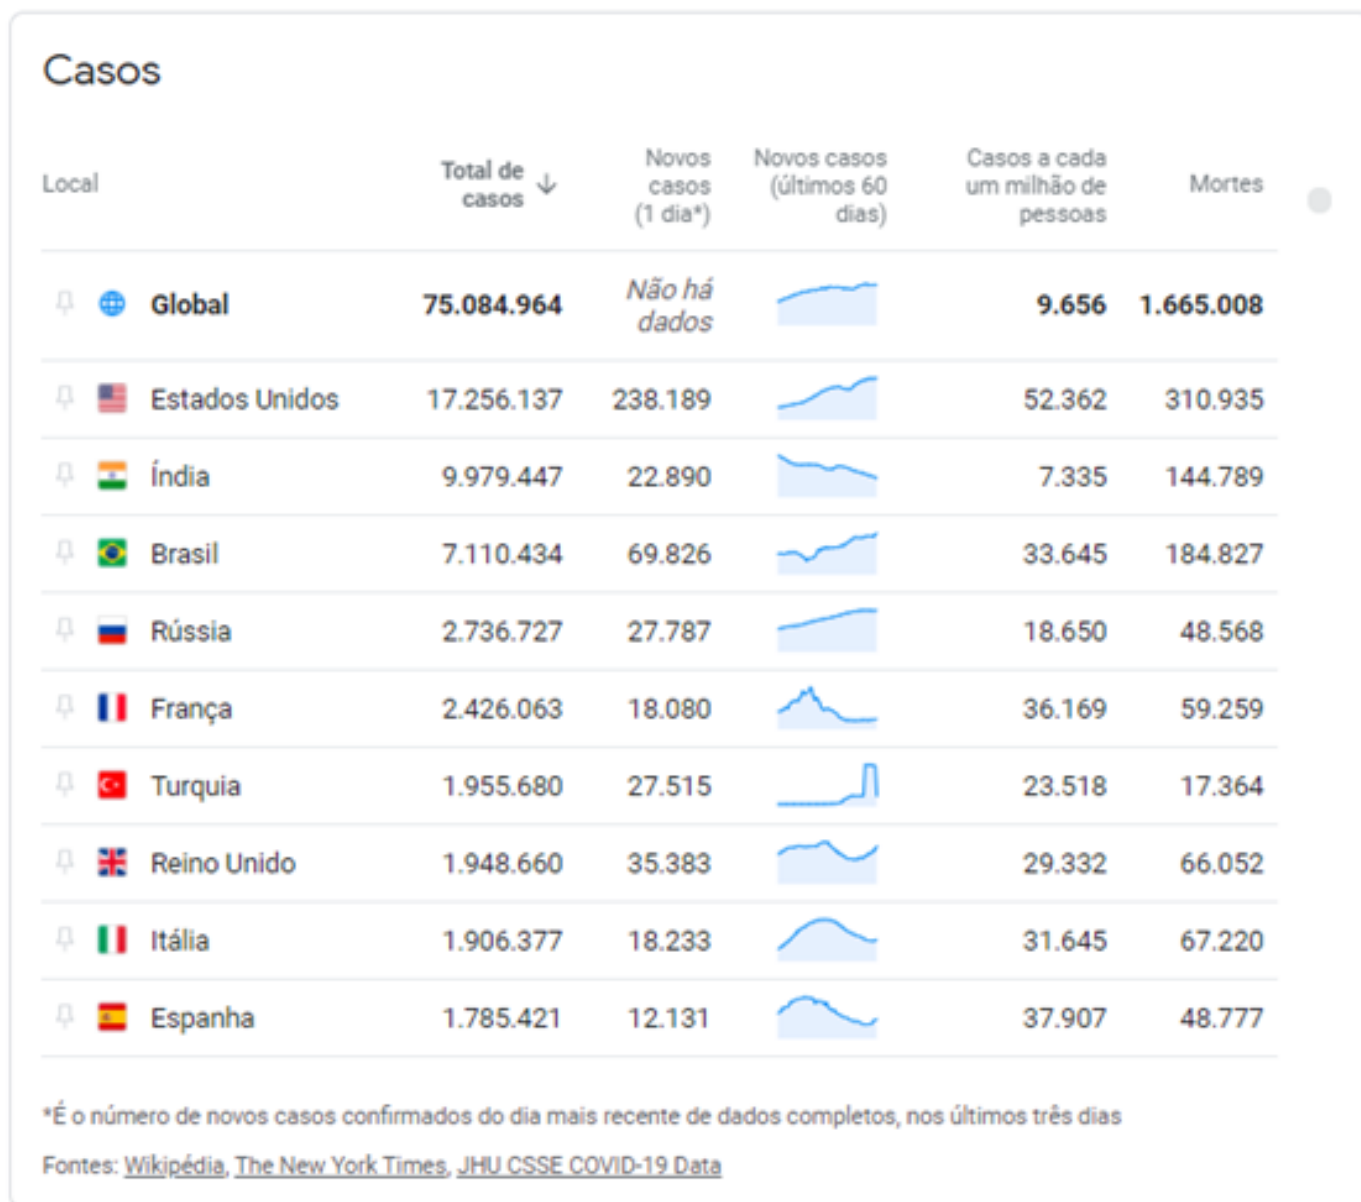 Casos
Local Total de casos ↓ Novos casos (1 dia*) Novos casos (últimos 60 dias) Casos a cada um milhão de pessoas Mortes
Global 75.084.964 Não há dados 9.656 1.665.008
Estados Unidos 17.256.137 238.189 52.362 310.935
Índia 9.979.447 22.890 7.335 144.789
Brasil 7.110.434 69.826 33.645 184.827
Rússia 2.736.727 27.787 18.650 48.568
França 2.426.063 18.080 36.169 59.259
Turquia 1.955.680 27.515 23.518 17.364
Reino Unido 1.948.660 35.383 29.332 66.052
Itália 1.906.377 18.233 31.645 67.220
Espanha 1.785.421 12.131 37.907 48.777
*É o número de novos casos confirmados do dia mais recente de dados completos, nos últimos três dias
Fontes: Wikipédia, The New York Times, JHU CSSE COVID-19 Data